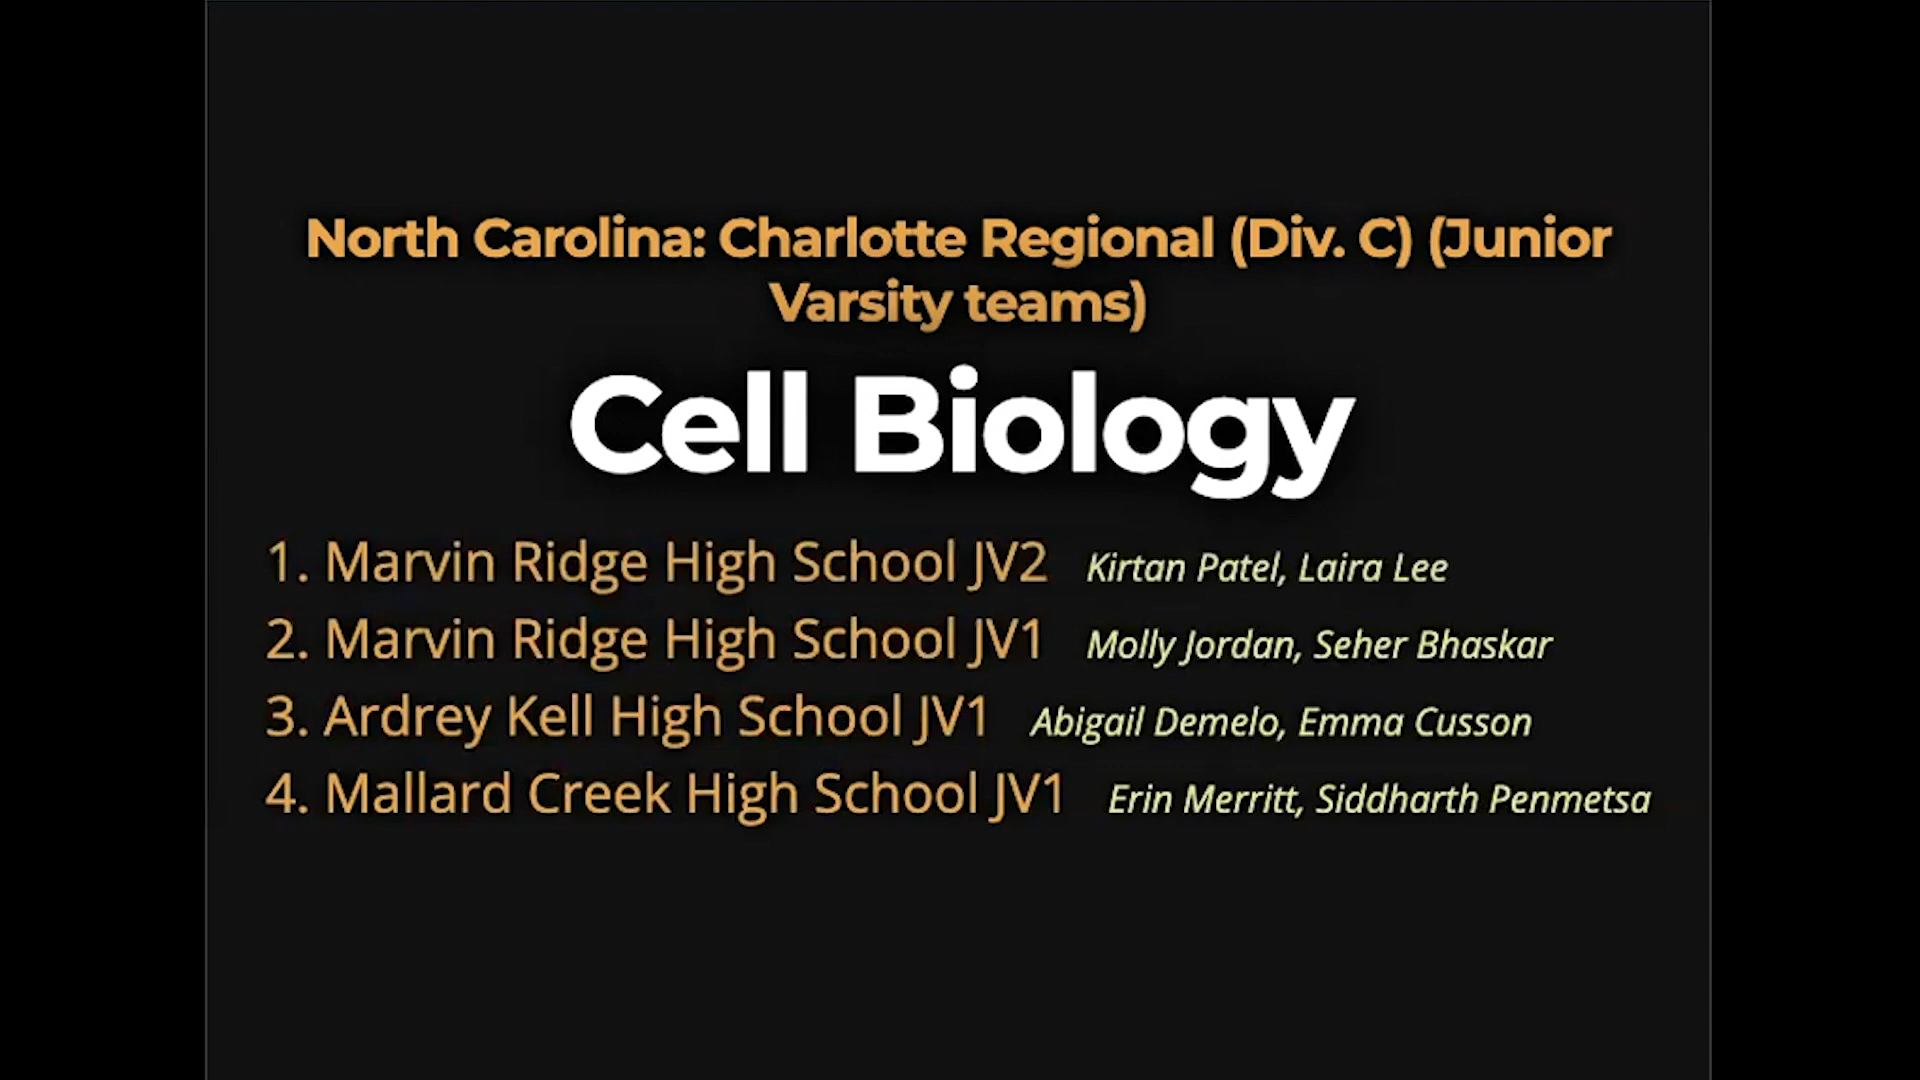 North Carolina: Charlotte Regional (Div. C) (Junior
Varsity teams)
Cell Biology
1. Marvin Ridge High School JV2 Kirtan Patel, Laira Lee
2. Marvin Ridge High School JV1 Molly Jordan, Seher Bhaskar
3. Ardrey Kell High School JV1 Abigail Demelo, Emma Cusson
4. Mallard Creek High School JV1 Erin Merritt, Siddharth Penmetsa